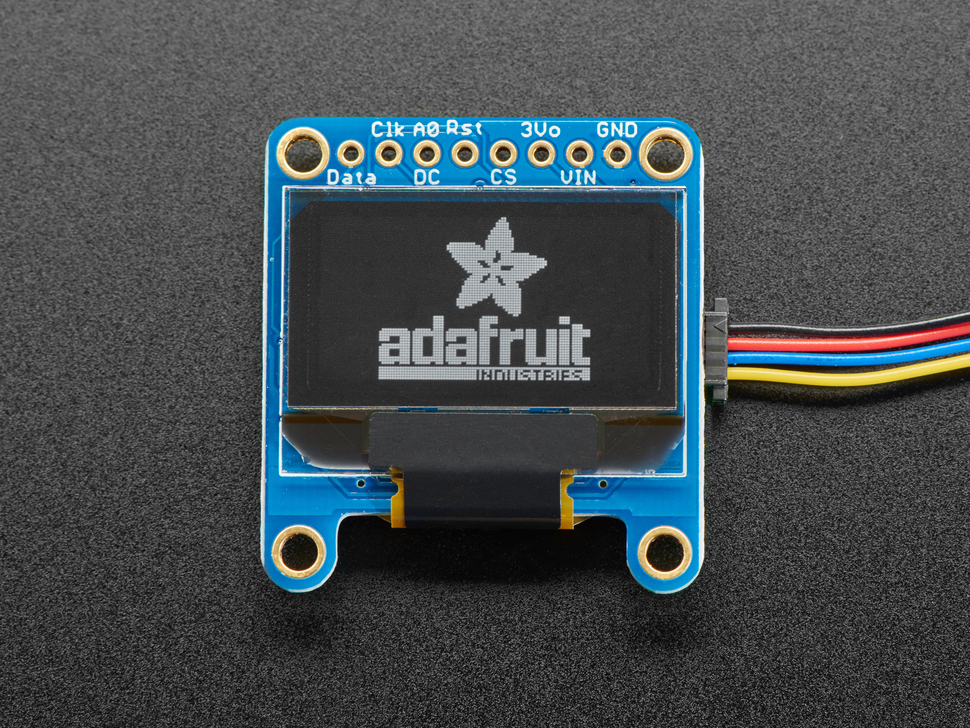 Clk A0 Rst 3Vo GND
Data DC CS VIN
adafruit
INDUSTRIES